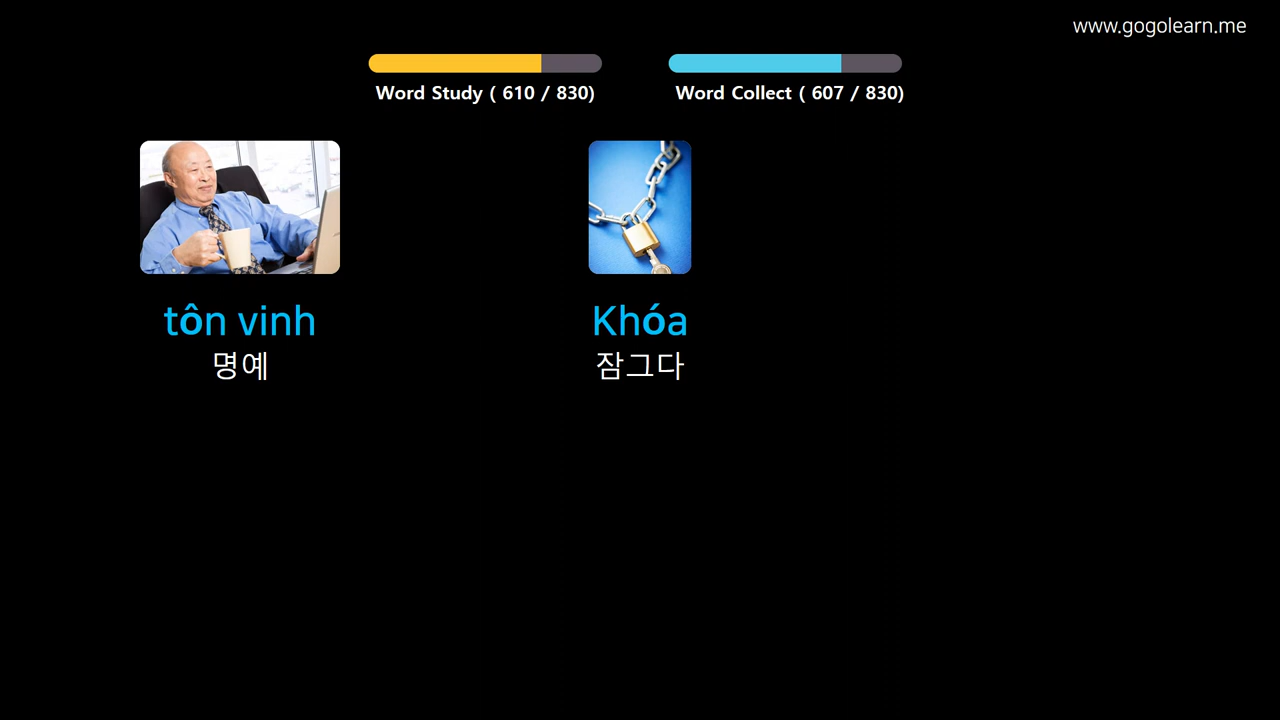 www.gogolearn.me
Word Study ( 610 / 830)
Word Collect ( 607 / 830)
tôn vinh
명예
Khóa
잠그다